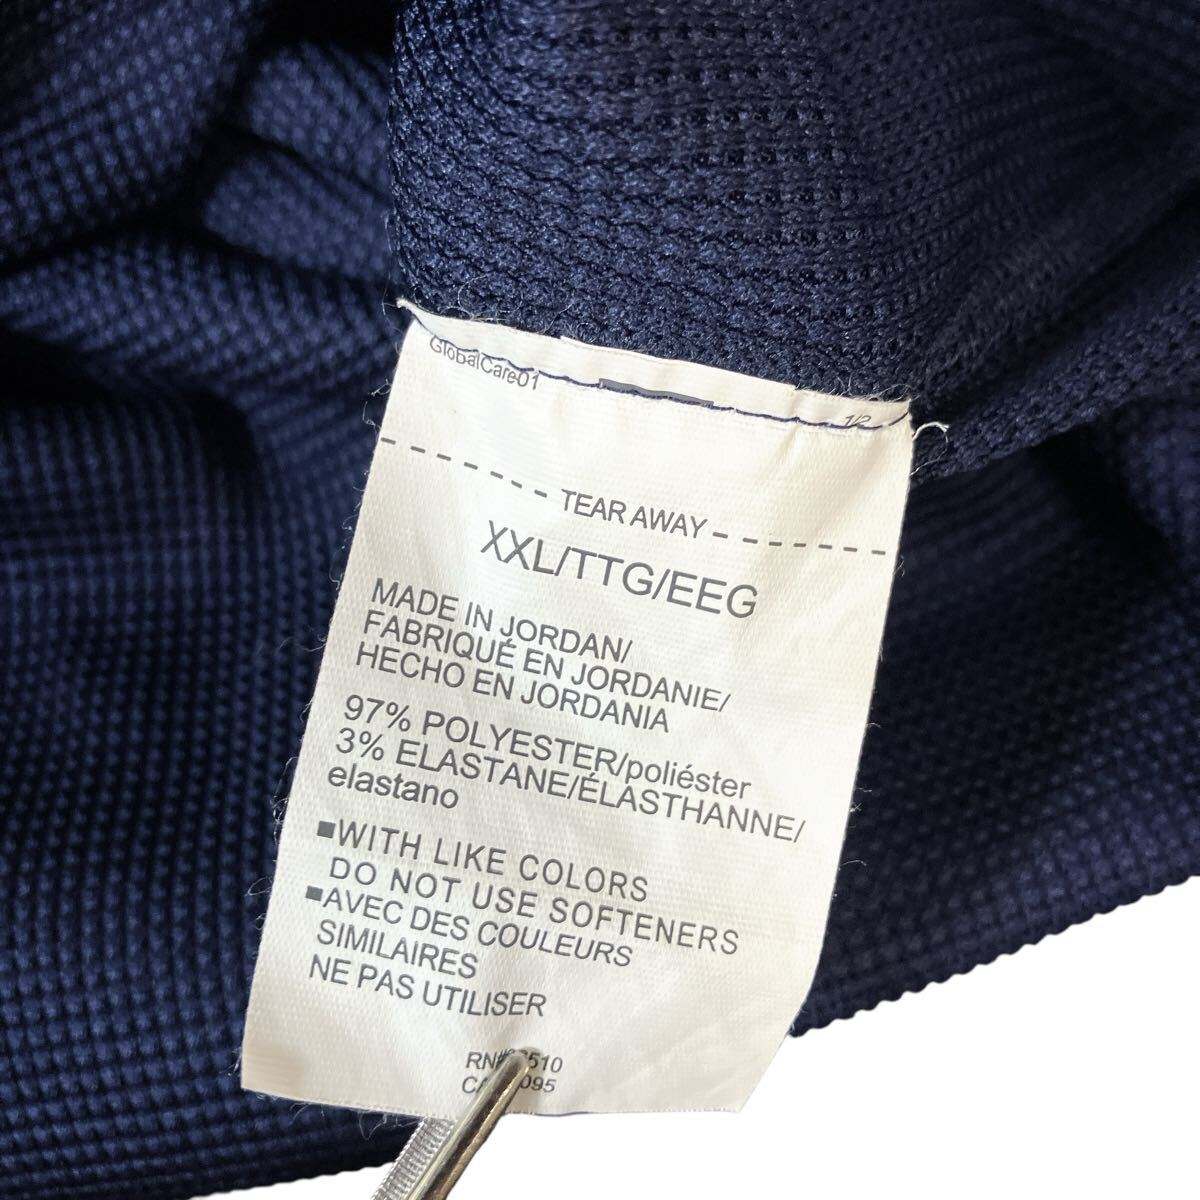 GlobalCare01
1/2
TEAR AWAY
XXL/TTG/EEG
MADE IN JORDAN/
FABRIQUÉ EN JORDANIE/
HECHO EN JORDANIA
97% POLYESTER/poliéster
3% ELASTANE/ÉLASTHANNE/
elastano
WITH LIKE COLORS
DO NOT USE SOFTENERS
AVEC DES COULEURS
SIMILAIRES
NE PAS UTILISER